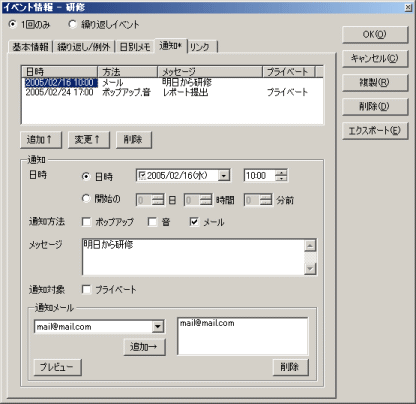 イベント情報 - 研修
1回のみ 繰り返しイベント
基本情報 繰り返し/例外 日別メモ 通知* リンク
日時 方法 メッセージ プライベート
2005/02/16 10:00 メール 明日から研修
2005/02/24 17:00 ポップアップ,音 レポート提出 プライベート
追加↑ 変更↑ 削除
通知
日時 日時 2005/02/16(水) 10:00
開始の 0 日 0 時間 0 分前
通知方法 ポップアップ 音 メール
メッセージ 明日から研修
通知対象 プライベート
通知メール
mail@mail.com mail@mail.com
追加→
プレビュー 削除
OK(O)
キャンセル(C)
複製(R)
削除(D)
エクスポート(E)